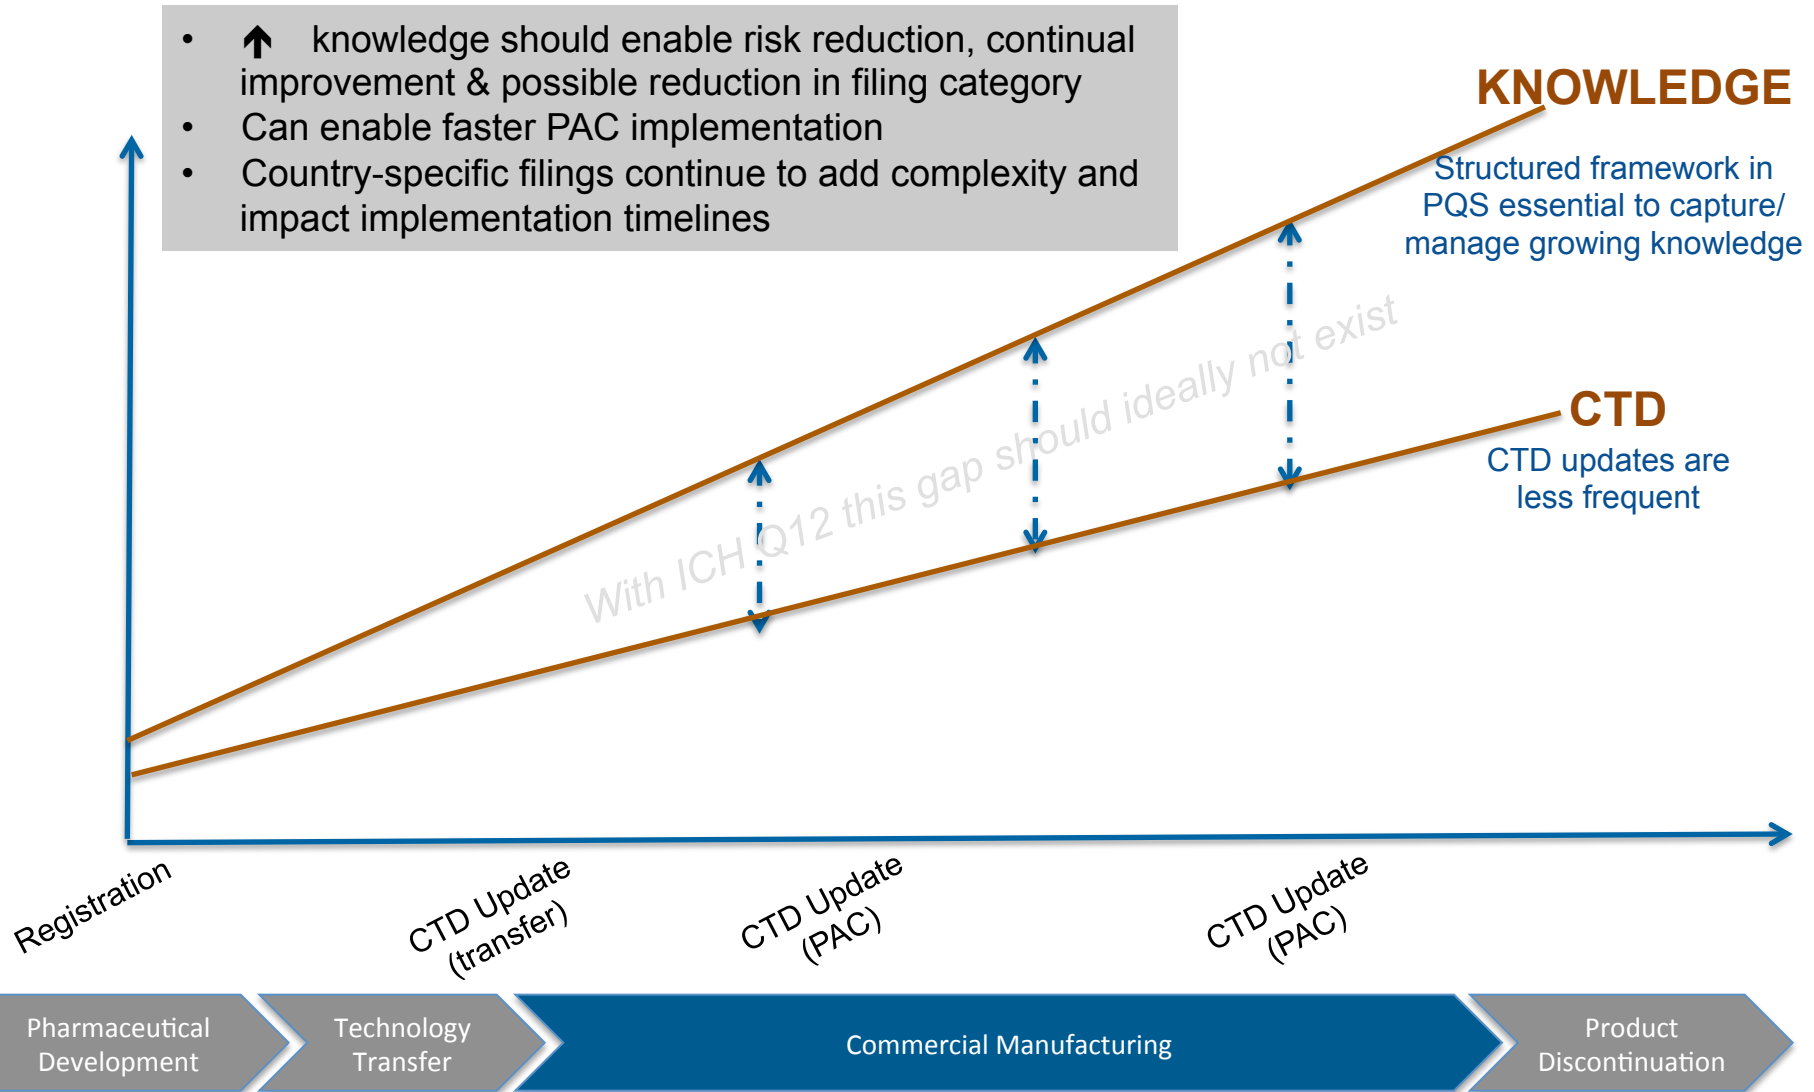 • ↑ knowledge should enable risk reduction, continual
improvement & possible reduction in filing category
• Can enable faster PAC implementation
• Country-specific filings continue to add complexity and
impact implementation timelines
KNOWLEDGE
Structured framework in
PQS essential to capture/
manage growing knowledge
With ICH Q12 this gap should ideally not exist
CTD
CTD updates are
less frequent
Registration
CTD Update
(transfer)
CTD Update
(PAC)
CTD Update
(PAC)
Pharmaceutical
Development
Technology
Transfer
Commercial Manufacturing
Product
Discontinuation